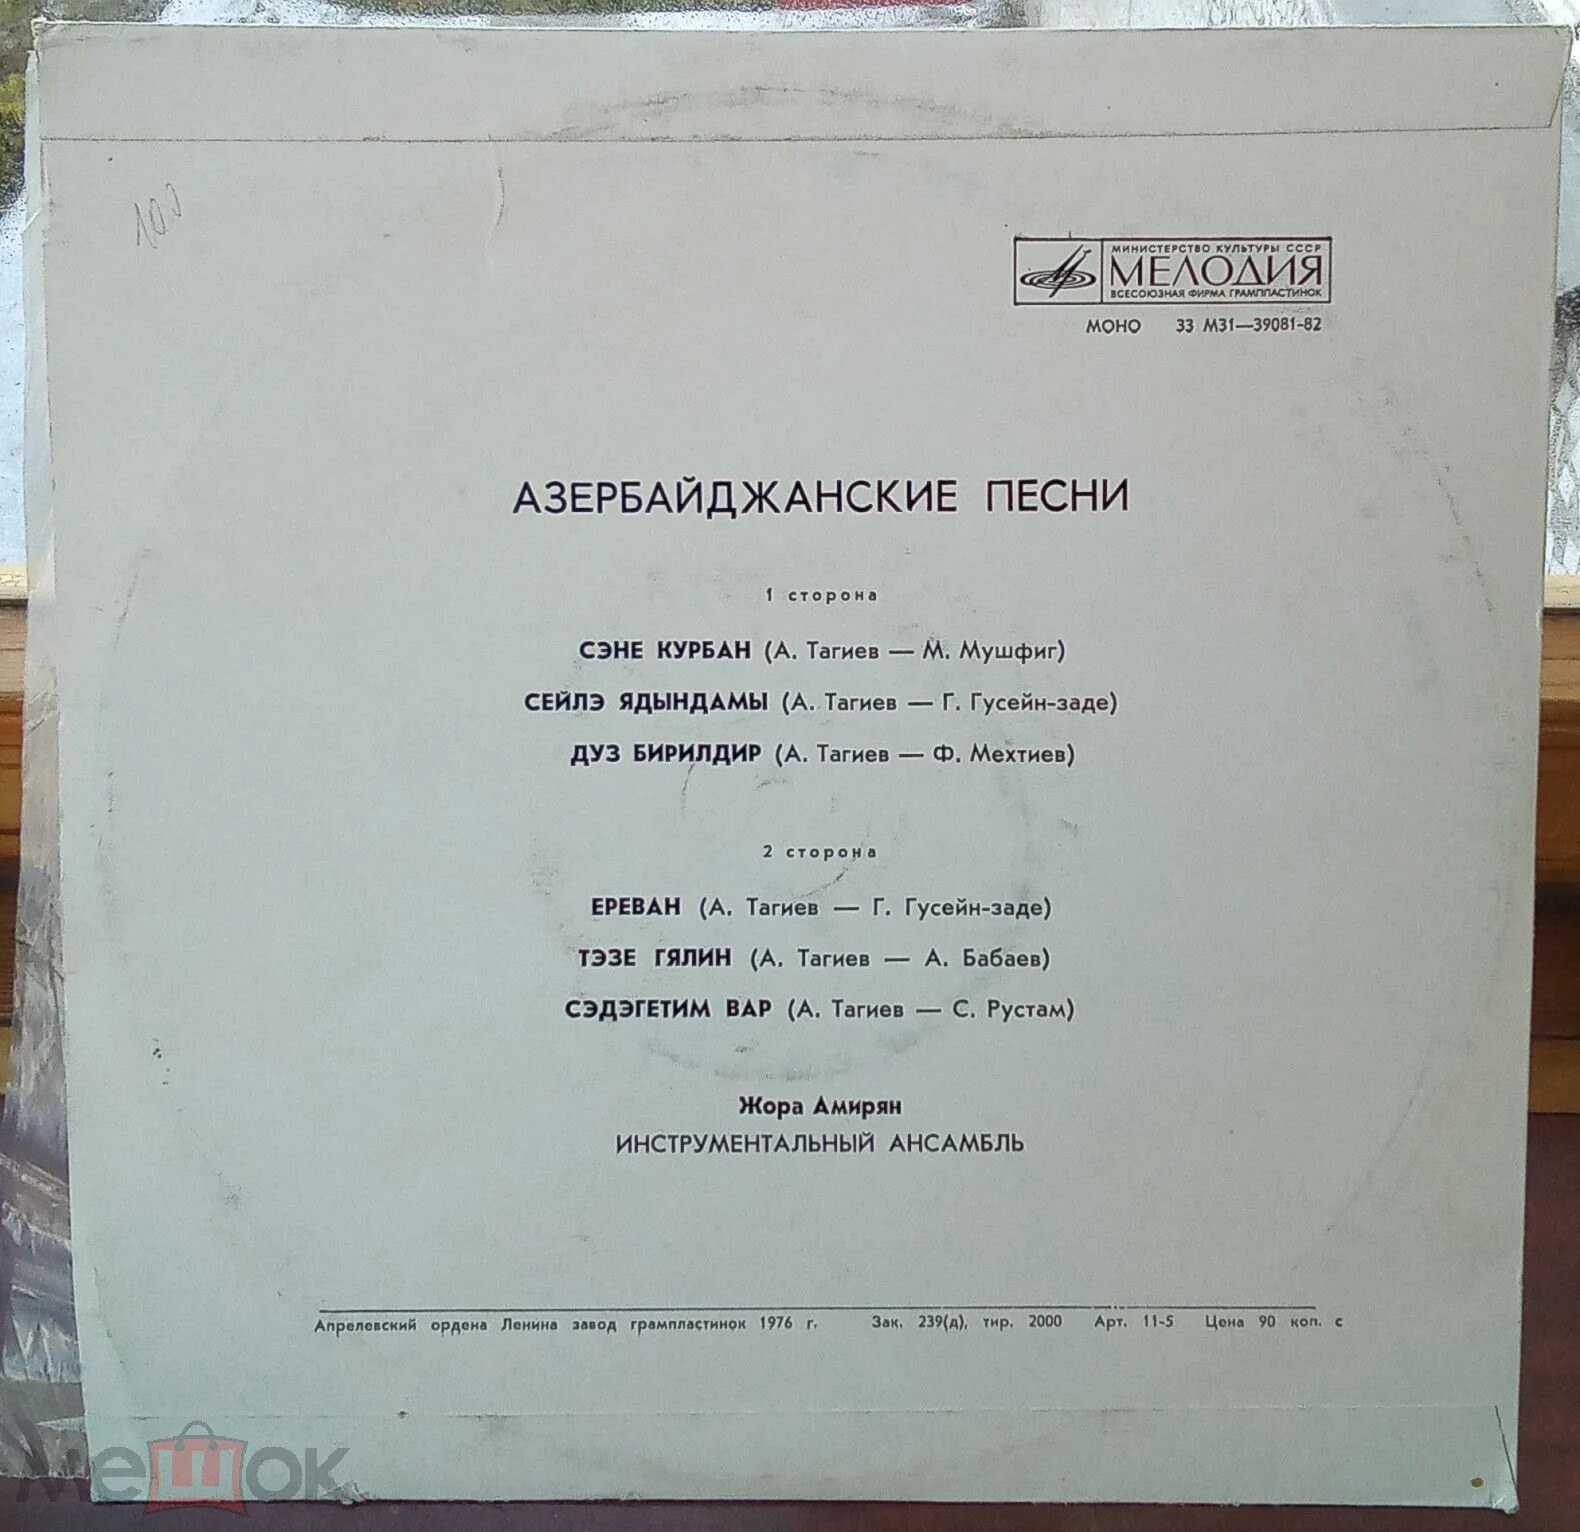 100
МИНИСТЕРСТВО КУЛЬТУРЫ СССР
МЕЛОДИЯ
ВСЕСОЮЗНАЯ ФИРМА ГРАМПЛАСТИНОК
МОНО 33 М31—39081-82
АЗЕРБАЙДЖАНСКИЕ ПЕСНИ
1 сторона
СЭНЕ КУРБАН (А. Тагиев — М. Мушфиг)
СЕЙЛЭ ЯДЫНДАМЫ (А. Тагиев — Г. Гусейн-заде)
ДУЗ БИРИЛДИР (А. Тагиев — Ф. Мехтиев)
2 сторона
ЕРЕВАН (А. Тагиев — Г. Гусейн-заде)
ТЭЗЕ ГЯЛИН (А. Тагиев — А. Бабаев)
СЭДЭГЕТИМ ВАР (А. Тагиев — С. Рустам)
Жора Амирян
ИНСТРУМЕНТАЛЬНЫЙ АНСАМБЛЬ
Апрелевский ордена Ленина завод грампластинок 1976 г. Зак. 239(д), тир. 2000 Арт. 11-5 Цена 90 коп. с
мешок